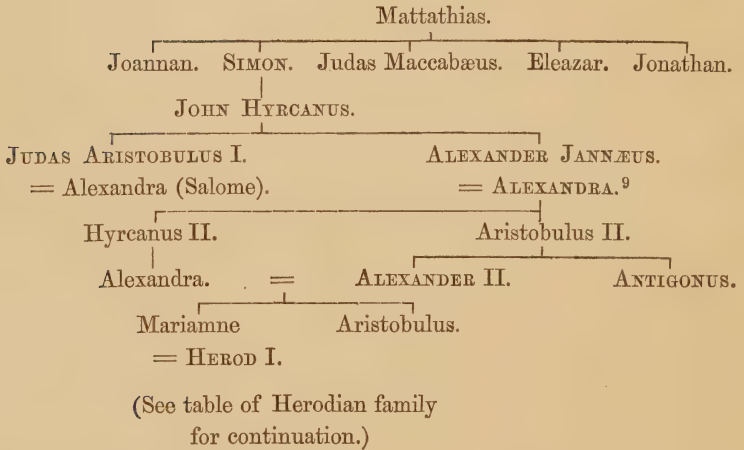 Mattathias.
Joannan. SIMON. Judas Maccabæus. Eleazar. Jonathan.
JOHN HYRCANUS.
JUDAS ARISTOBULUS I. ALEXANDER JANNÆUS.
= Alexandra (Salome). = ALEXANDRA.⁹
Hyrcanus II. Aristobulus II.
Alexandra. = ALEXANDER II. ANTIGONUS.
Mariamne Aristobulus.
= HEROD I.
(See table of Herodian family
for continuation.)